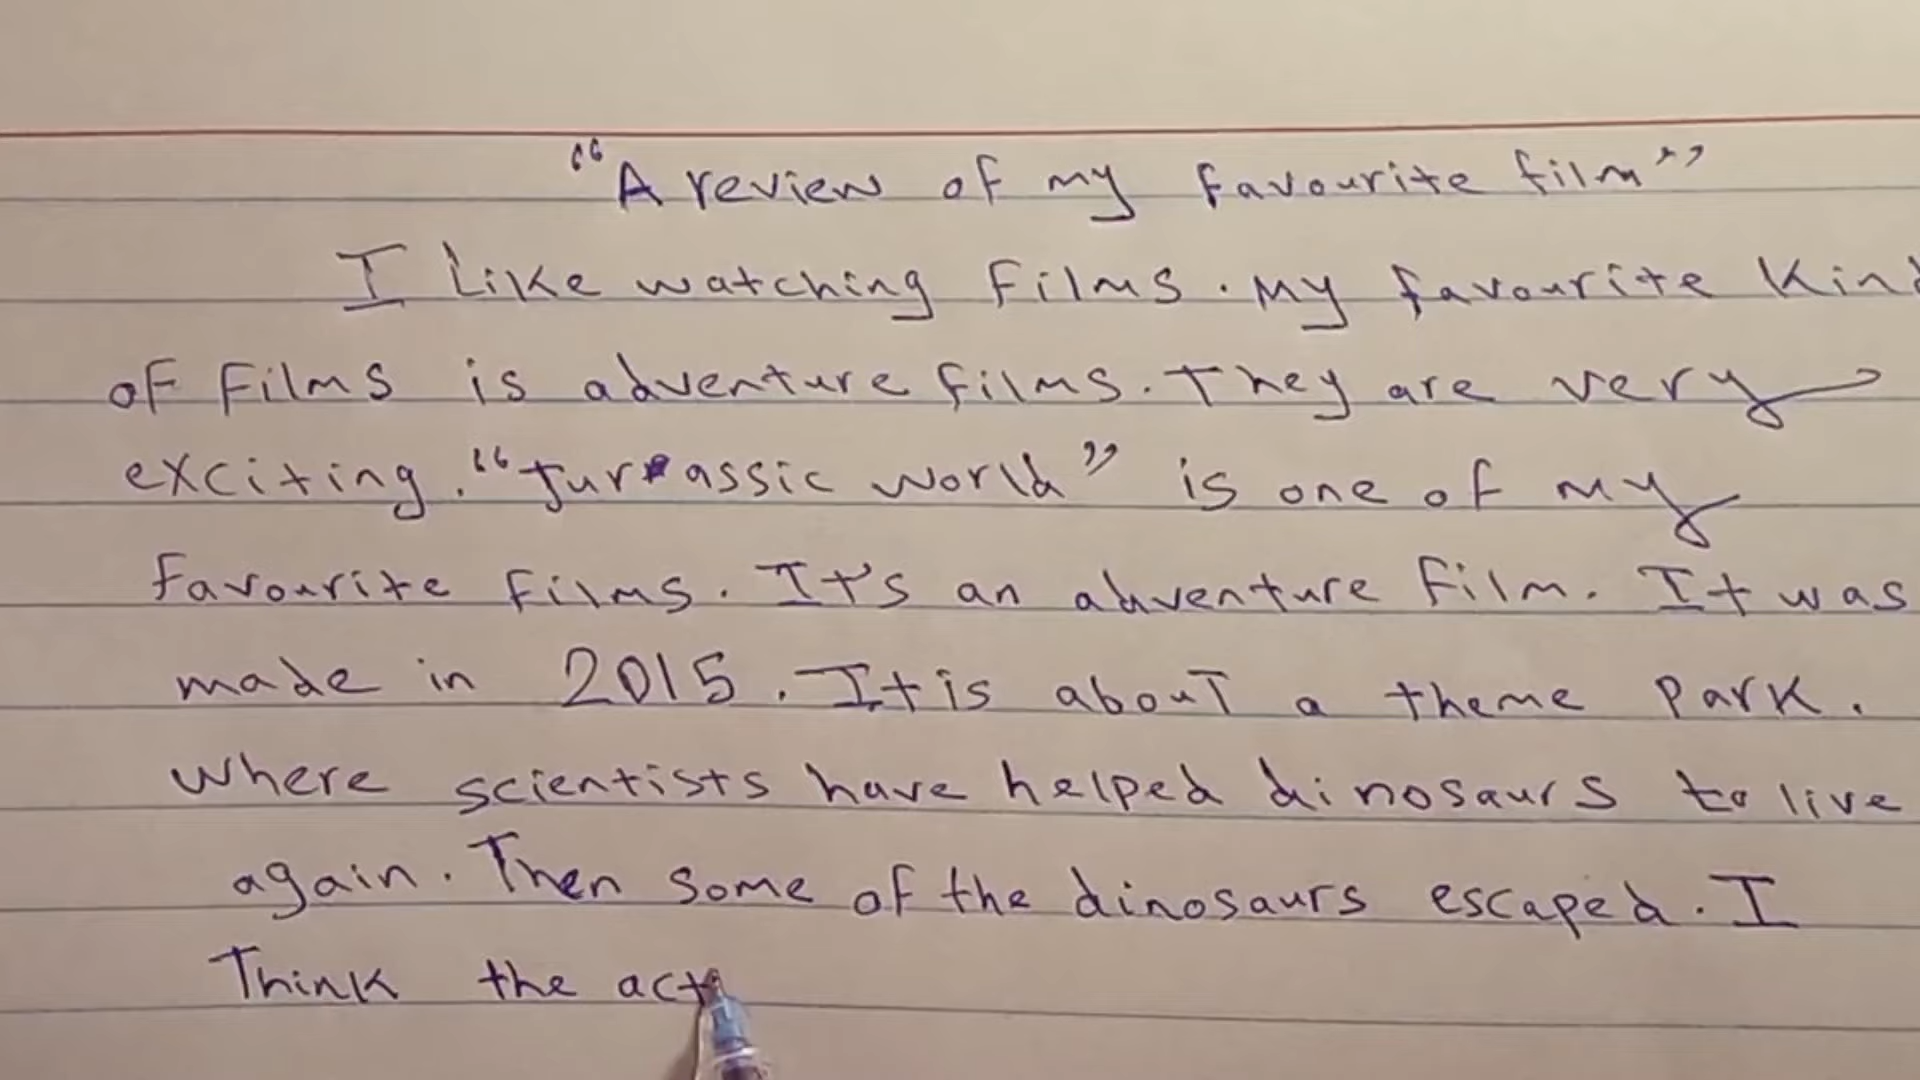 “A review of my favourite film”
I Like watching films. My favourite kind
of films is adventure films. They are very
exciting. “Jurassic world” is one of my
favourite films. It's an adventure film. It was
made in 2015. It is about a theme park.
where scientists have helped dinosaurs to live
again. Then some of the dinosaurs escaped. I
Think the act